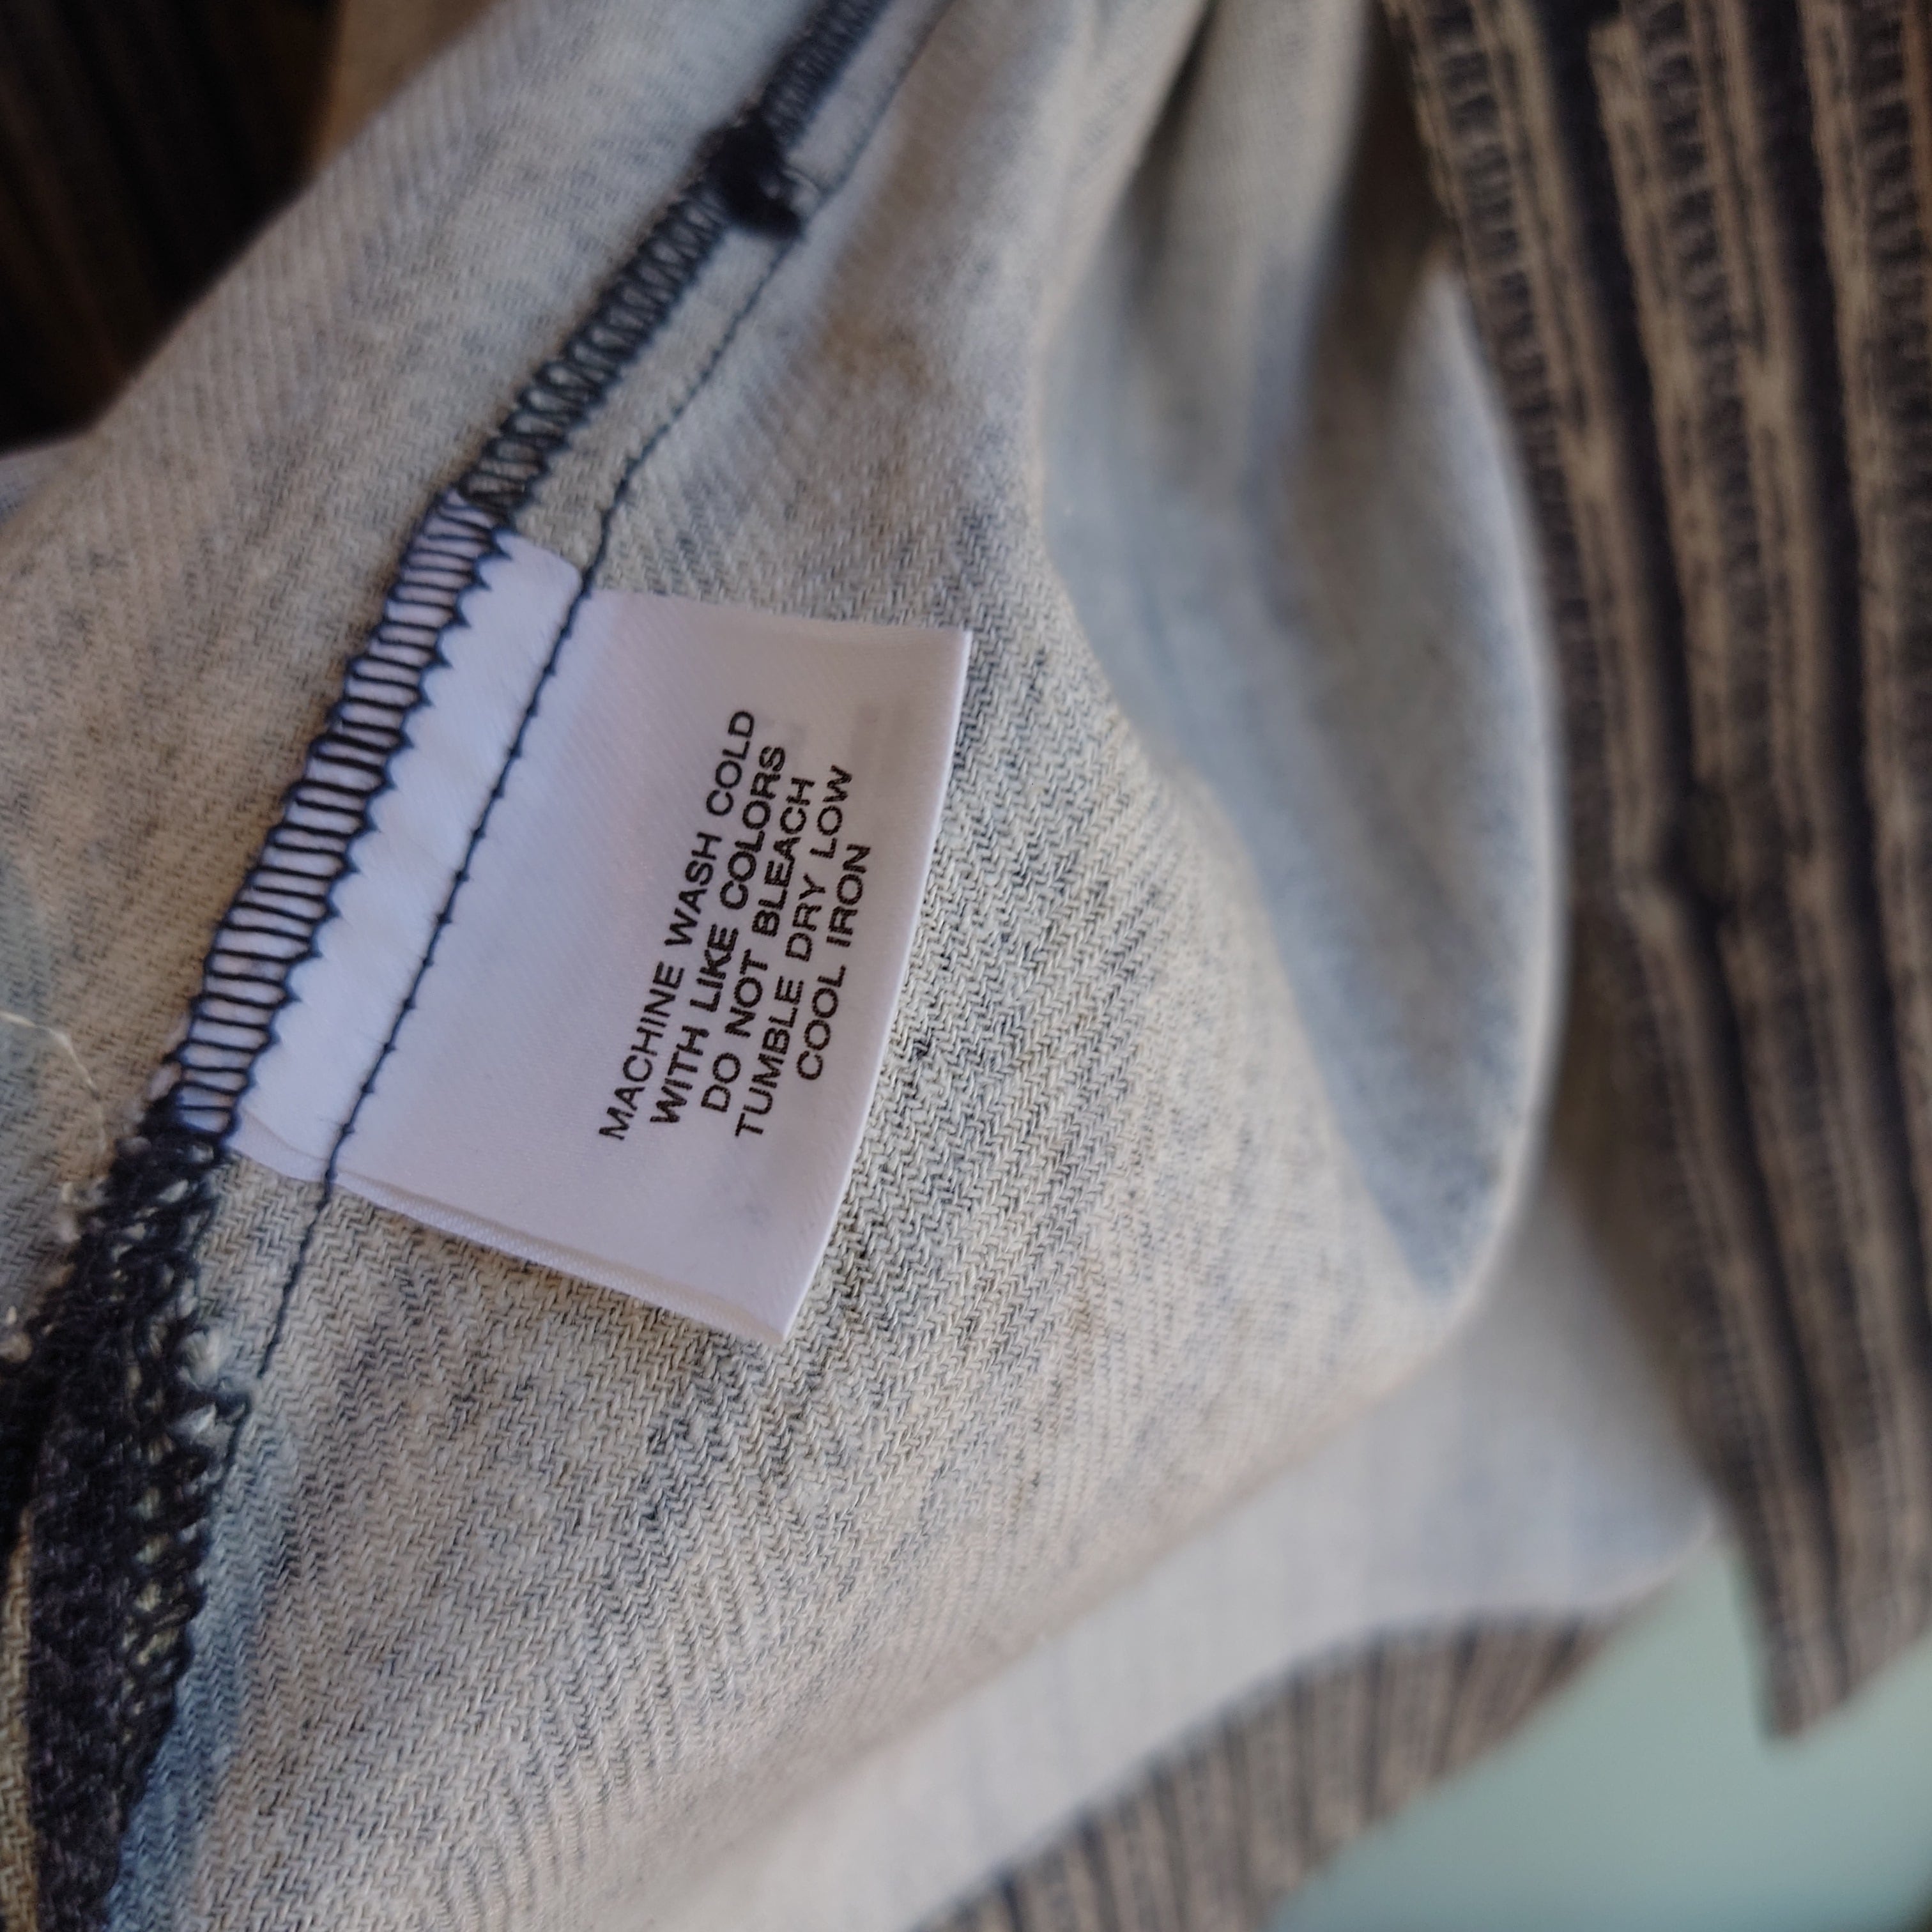 MACHINE WASH COLD
WITH LIKE COLORS
DO NOT BLEACH
TUMBLE DRY LOW
COOL IRON